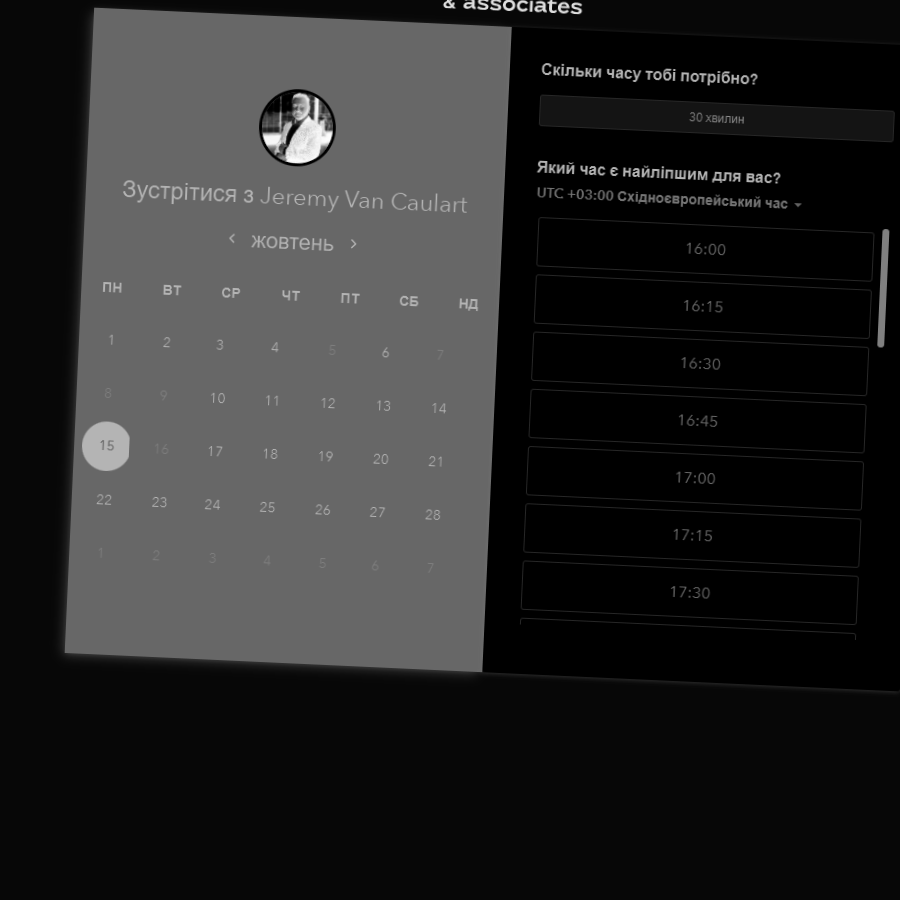 & associates
Зустрітися з Jeremy Van Caulart
‹ жовтень ›
ПН ВТ СР ЧТ ПТ СБ НД
1 2 3 4 5 6 7
8 9 10 11 12 13 14
15 16 17 18 19 20 21
22 23 24 25 26 27 28
1 2 3 4 5 6 7
Скільки часу тобі потрібно?
30 хвилин
Який час є найліпшим для вас?
UTC +03:00 Східноєвропейський час
16:00
16:15
16:30
16:45
17:00
17:15
17:30